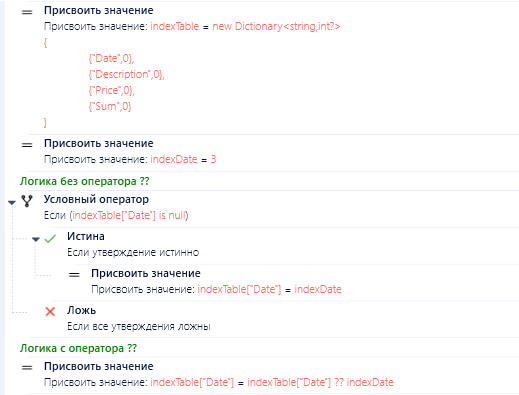 Присвоить значение
Присвоить значение: indexTable = new Dictionary<string,int?>
{
{"Date",0},
{"Description",0},
{"Price",0},
{"Sum",0}
}
Присвоить значение
Присвоить значение: indexDate = 3
Логика без оператора ??
Условный оператор
Если (indexTable["Date"] is null)
Истина
Если утверждение истинно
Присвоить значение
Присвоить значение: indexTable["Date"] = indexDate
Ложь
Если все утверждения ложны
Логика с оператора ??
Присвоить значение
Присвоить значение: indexTable["Date"] = indexTable["Date"] ?? indexDate